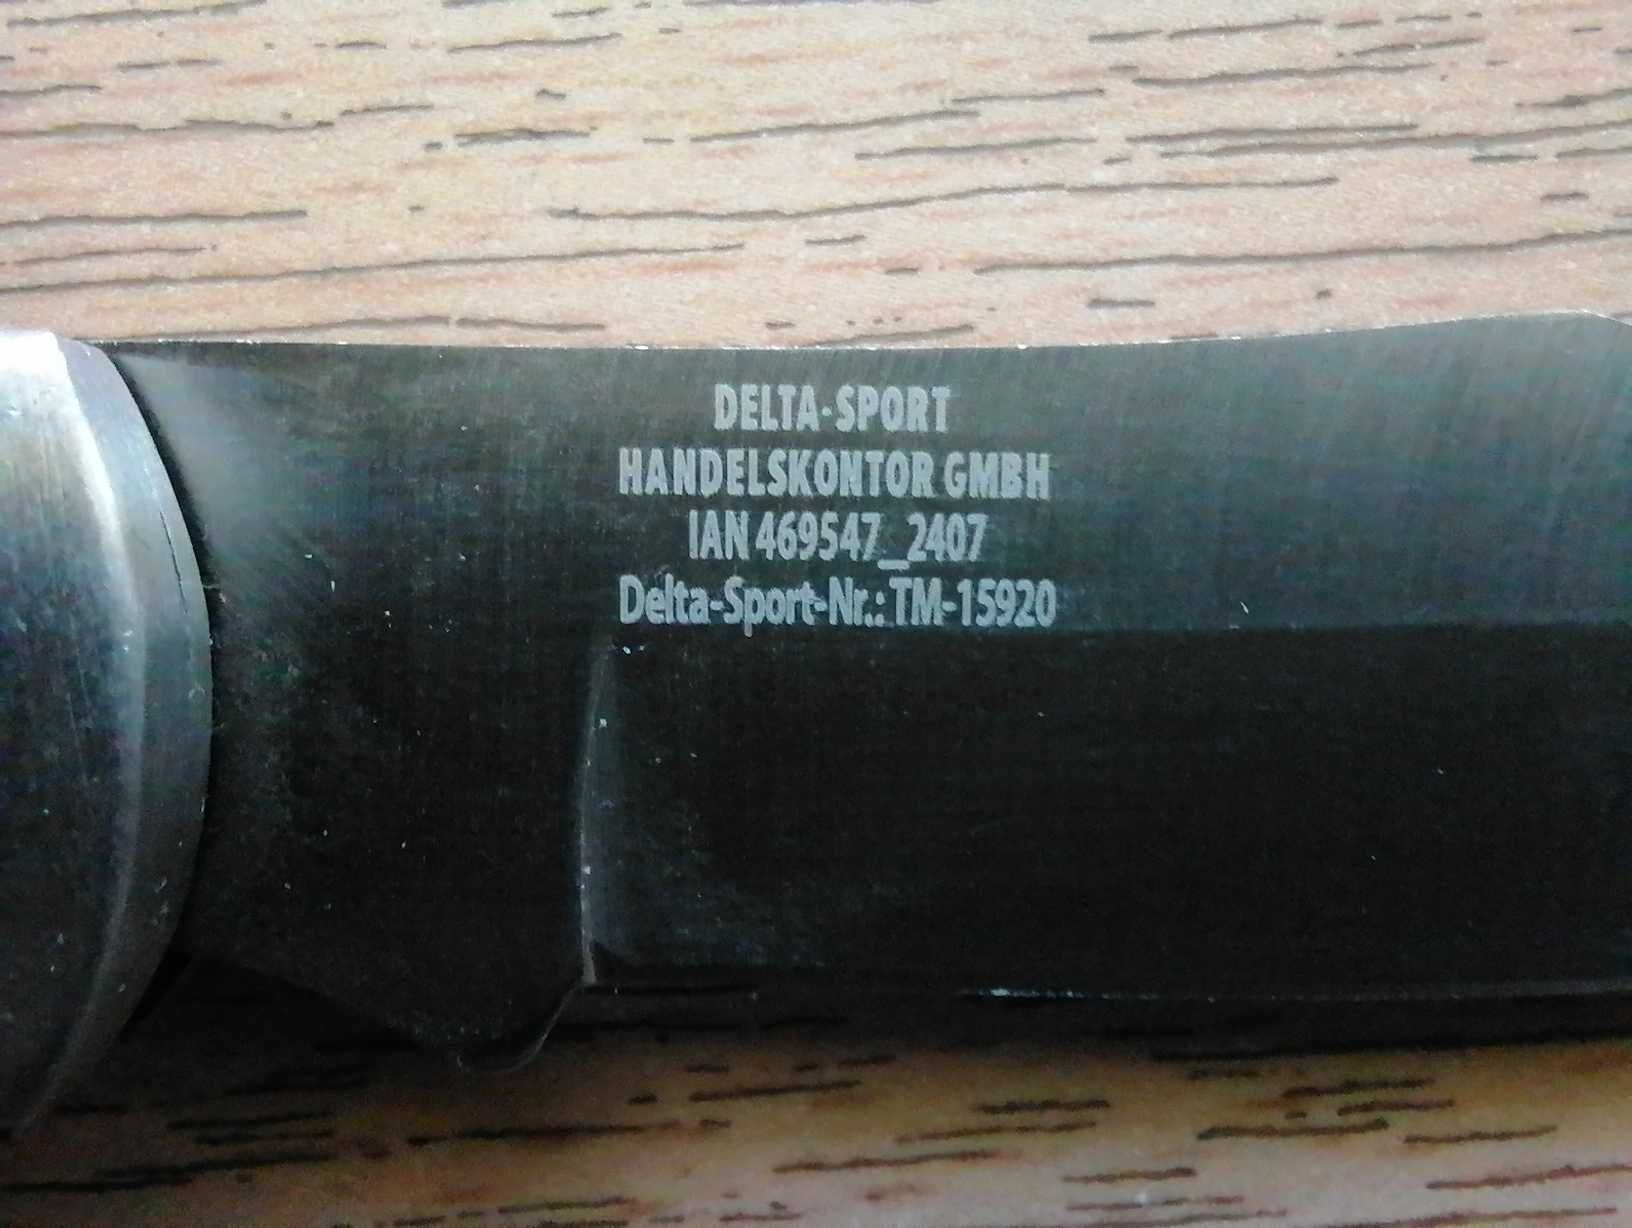 DELTA-SPORT
HANDELSKONTOR GMBH
IAN 469547_2407
Delta-Sport-Nr.: TM-15920